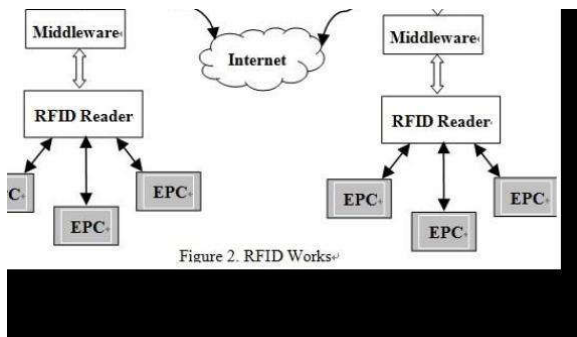 Middleware
Internet
Middleware
RFID Reader
RFID Reader
EPC
EPC
EPC
EPC
EPC
Figure 2. RFID Works